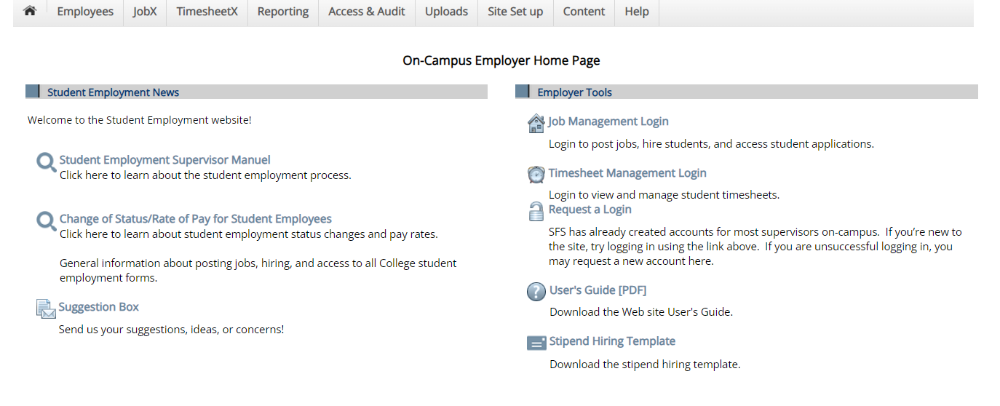 Employees JobX TimesheetX Reporting Access & Audit Uploads Site Set up Content Help
On-Campus Employer Home Page
Student Employment News
Welcome to the Student Employment website!
Student Employment Supervisor Manuel
Click here to learn about the student employment process.
Change of Status/Rate of Pay for Student Employees
Click here to learn about student employment status changes and pay rates.
General information about posting jobs, hiring, and access to all College student
employment forms.
Suggestion Box
Send us your suggestions, ideas, or concerns!
Employer Tools
Job Management Login
Login to post jobs, hire students, and access student applications.
Timesheet Management Login
Login to view and manage student timesheets.
Request a Login
SFS has already created accounts for most supervisors on-campus. If you’re new to
the site, try logging in using the link above. If you are unsuccessful logging in, you
may request a new account here.
User's Guide [PDF]
Download the Web site User's Guide.
Stipend Hiring Template
Download the stipend hiring template.